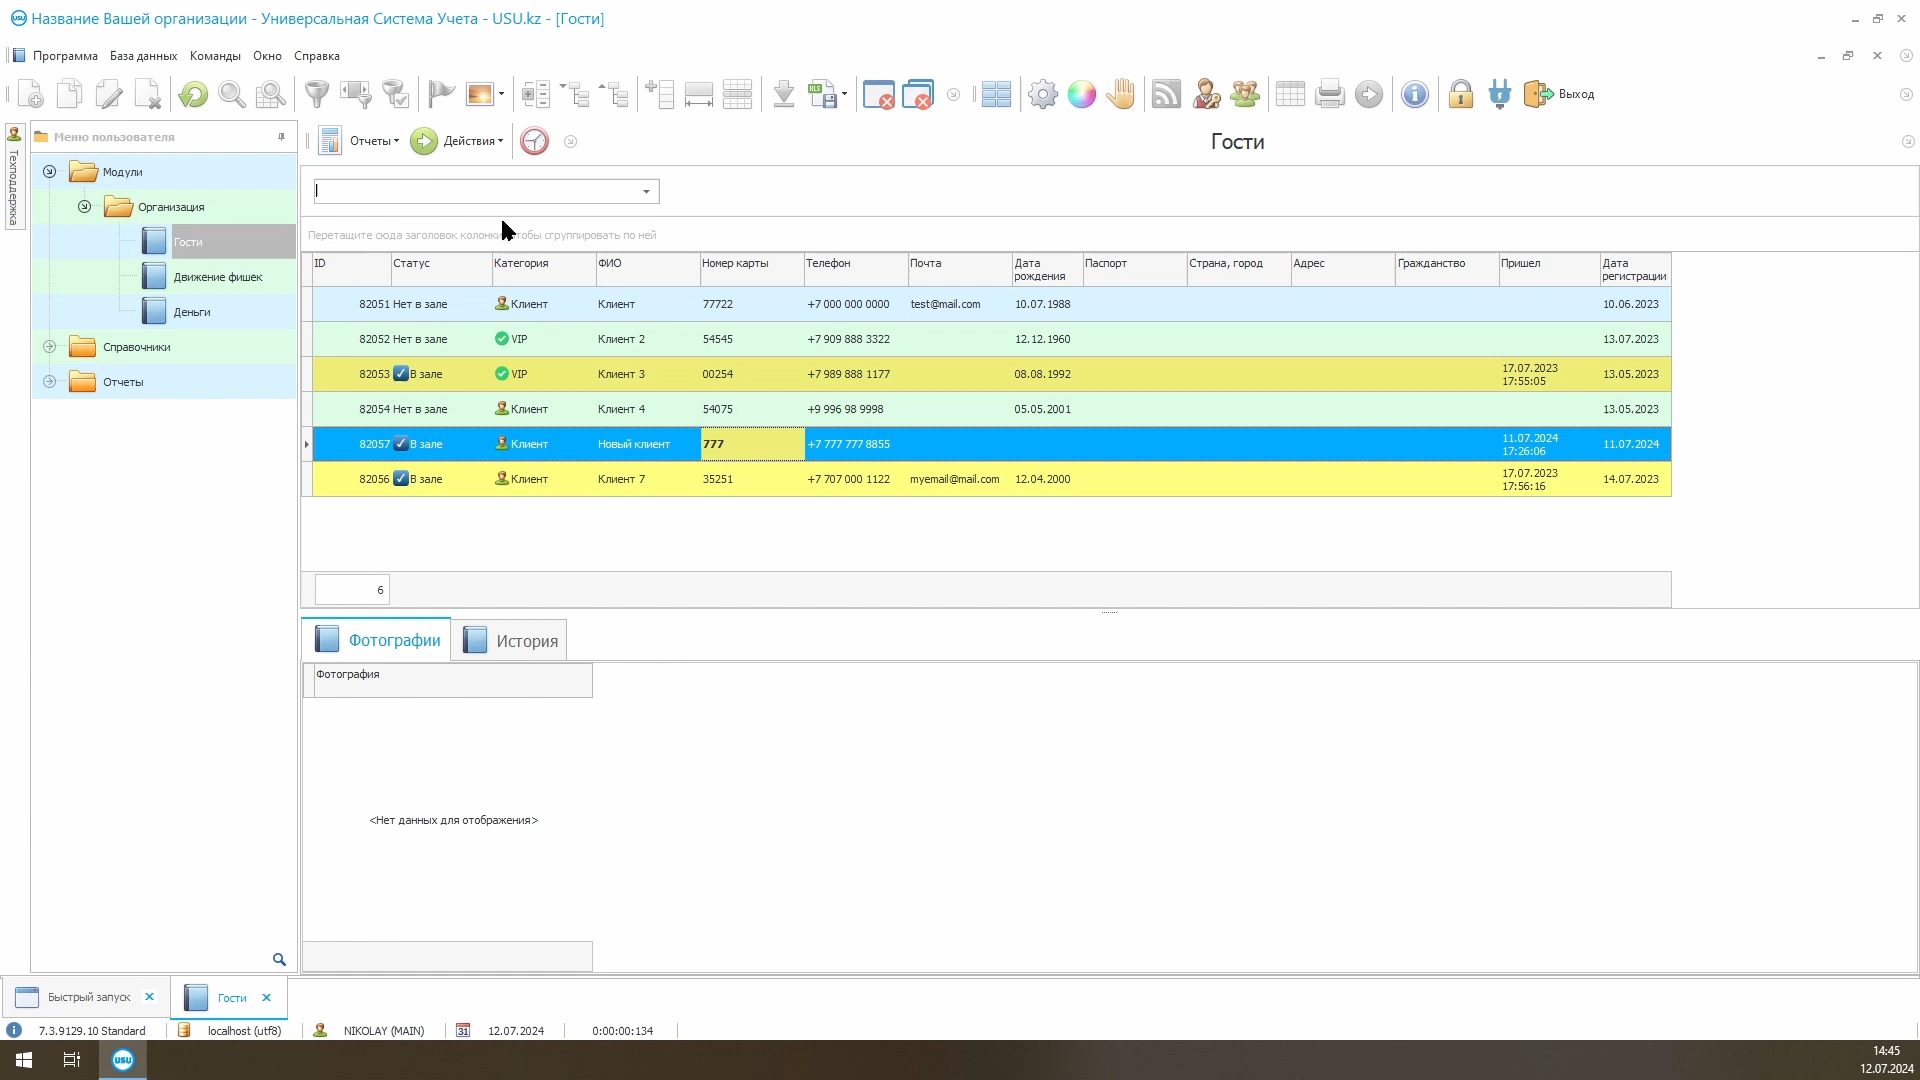 Название Вашей организации - Универсальная Система Учета - USU.kz - [Гости]
Программа База данных Команды Окно Справка
Выход
Техподдержка
Меню пользователя
Модули
Организация
Гости
Движение фишек
Деньги
Справочники
Отчеты
Отчеты Действия
Гости
Перетащите сюда заголовок колонки, чтобы сгруппировать по ней
ID Статус Категория ФИО Номер карты Телефон Почта Дата рождения Паспорт Страна, город Адрес Гражданство Пришел Дата регистрации
82051 Нет в зале Клиент Клиент 77722 +7 000 000 0000 test@mail.com 10.07.1988 10.06.2023
82052 Нет в зале VIP Клиент 2 54545 +7 909 888 3322 12.12.1960 13.07.2023
82053 В зале VIP Клиент 3 00254 +7 989 888 1177 08.08.1992 17.07.2023 17:55:05 13.05.2023
82054 Нет в зале Клиент Клиент 4 54075 +9 996 98 9998 05.05.2001 13.05.2023
82057 В зале Клиент Новый клиент 777 +7 777 777 8855 11.07.2024 17:26:06 11.07.2024
82056 В зале Клиент Клиент 7 35251 +7 707 000 1122 myemail@mail.com 12.04.2000 17.07.2023 17:56:16 14.07.2023
6
Фотографии История
Фотография
<Нет данных для отображения>
Быстрый запуск Гости
7.3.9129.10 Standard localhost (utf8) NIKOLAY (MAIN) 31 12.07.2024 0:00:00:134
USU
14:45
12.07.2024